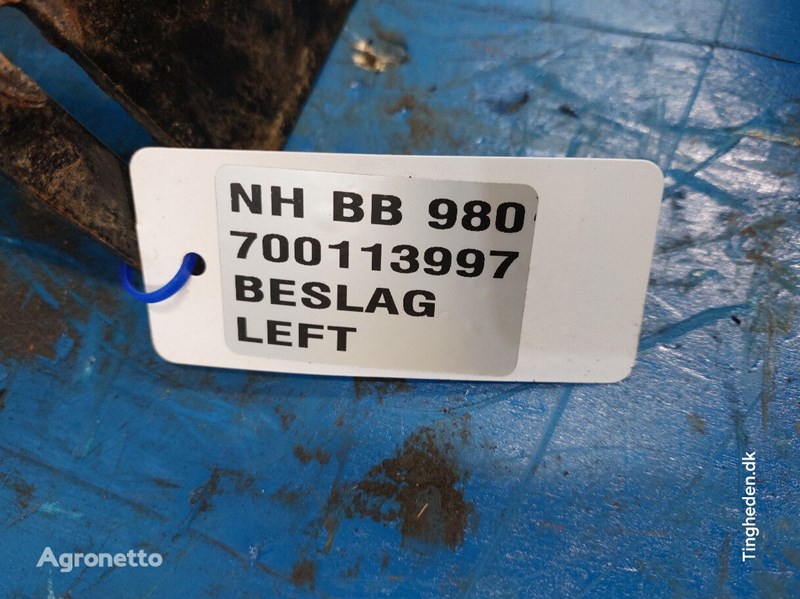 NH BB 980
700113997
BESLAG
LEFT
Tingheden.dk
Agronetto